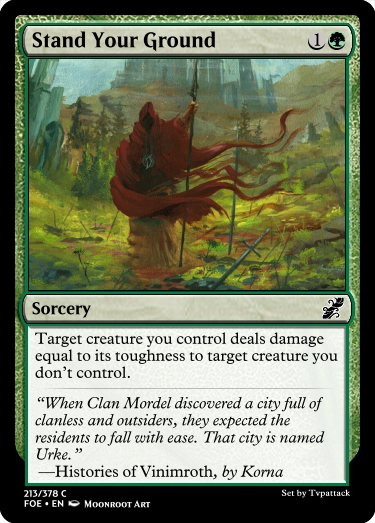 Stand Your Ground 1
Sorcery
Target creature you control deals damage
equal to its toughness to target creature you
don't control.
“When Clan Mordel discovered a city full of
clanless and outsiders, they expected the
residents to fall with ease. That city is named
Urke.”
—Histories of Vinimroth, by Korna
213/378 C
FOE • EN Moonroot Art
Set by Tvpattack